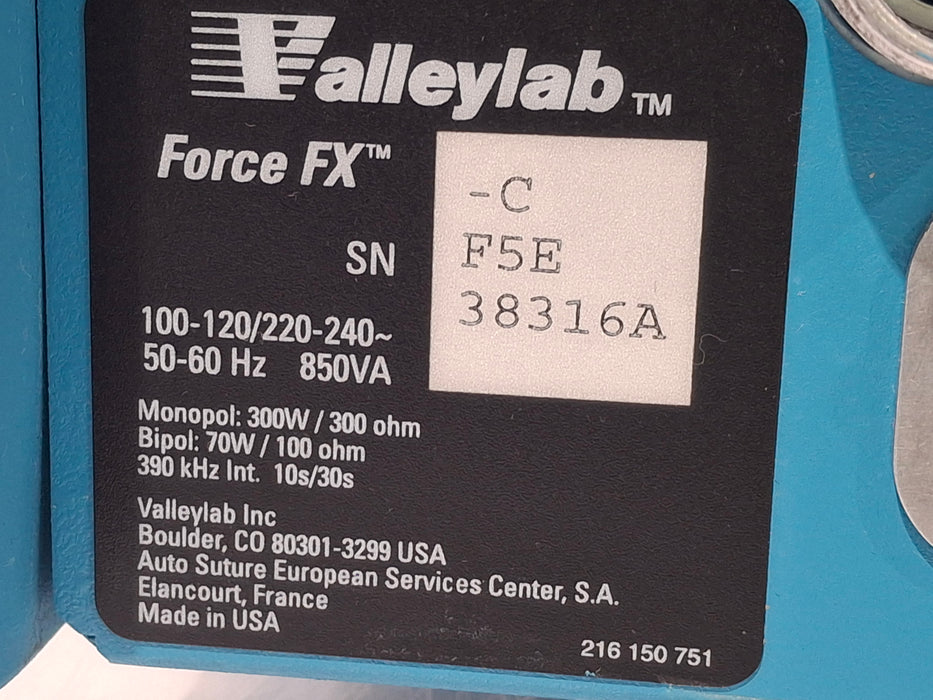 Valleylab™
Force FX™
-C
SN F5E
38316A
100-120/220-240~
50-60 Hz 850VA
Monopol: 300W / 300 ohm
Bipol: 70W / 100 ohm
390 kHz Int. 10s/30s
Valleylab Inc
Boulder, CO 80301-3299 USA
Auto Suture European Services Center, S.A.
Elancourt, France
Made in USA
216 150 751